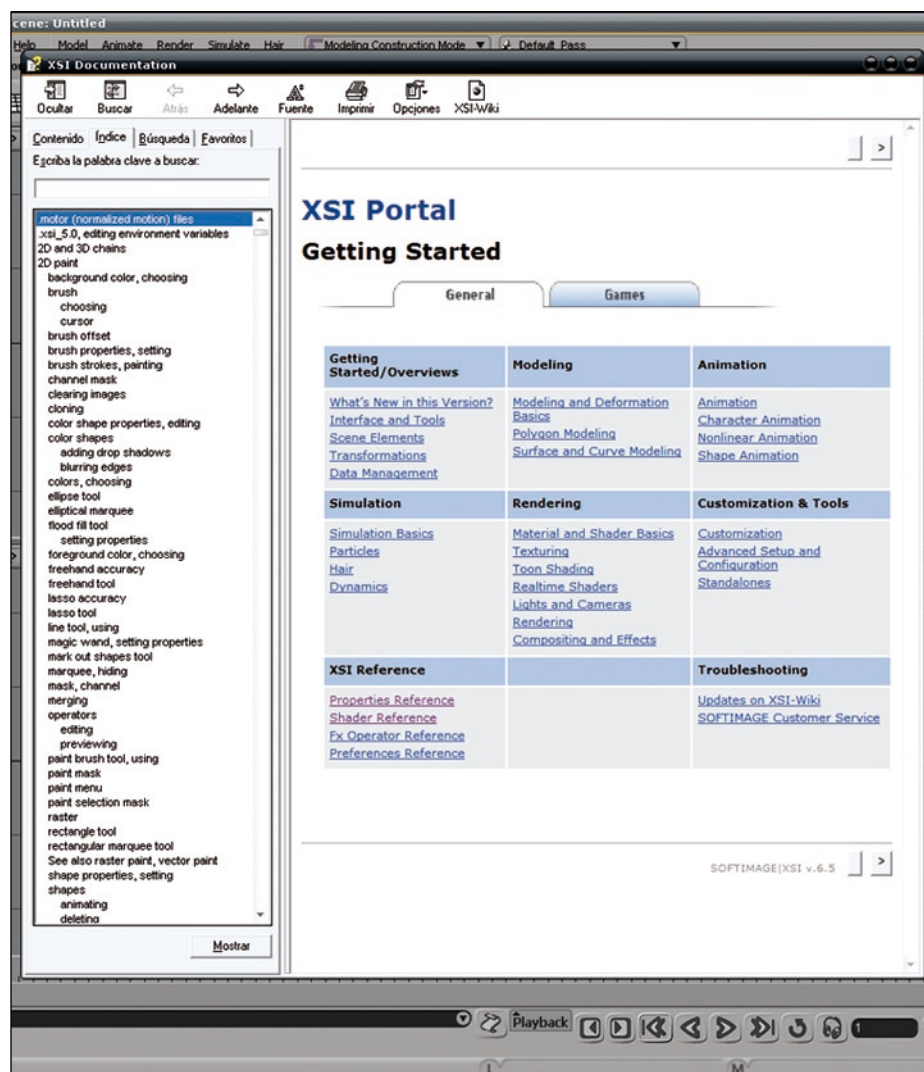 cene: Untitled
Help Model Animate Render Simulate Hair Modeling Construction Mode Default Pass
XSI Documentation
Ocultar Buscar Atrás Adelante Fuente Imprimir Opciones XSI-Wiki
Contenido Índice Búsqueda Favoritos
Escriba la palabra clave a buscar:
.motor (normalized motion) files
.xsi_5.0, editing environment variables
2D and 3D chains
2D paint
background color, choosing
brush
choosing
cursor
brush offset
brush properties, setting
brush strokes, painting
channel mask
clearing images
cloning
color shape properties, editing
color shapes
adding drop shadows
blurring edges
colors, choosing
ellipse tool
elliptical marquee
flood fill tool
setting properties
foreground color, choosing
freehand accuracy
freehand tool
lasso accuracy
lasso tool
line tool, using
magic wand, setting properties
mark out shapes tool
marquee, hiding
mask, channel
merging
operators
editing
previewing
paint brush tool, using
paint mask
paint menu
paint selection mask
raster
rectangle tool
rectangular marquee tool
See also raster paint, vector paint
shape properties, setting
shapes
animating
deleting
Mostrar
>
XSI Portal
Getting Started
General Games
Getting
Started/Overviews
What's New in this Version?
Interface and Tools
Scene Elements
Transformations
Data Management
Modeling
Modeling and Deformation
Basics
Polygon Modeling
Surface and Curve Modeling
Animation
Animation
Character Animation
Nonlinear Animation
Shape Animation
Simulation
Simulation Basics
Particles
Hair
Dynamics
Rendering
Material and Shader Basics
Texturing
Toon Shading
Realtime Shaders
Lights and Cameras
Rendering
Compositing and Effects
Customization & Tools
Customization
Advanced Setup and
Configuration
Standalones
XSI Reference
Properties Reference
Shader Reference
Fx Operator Reference
Preferences Reference
Troubleshooting
Updates on XSI-Wiki
SOFTIMAGE Customer Service
SOFTIMAGE|XSI v.6.5 >
Playback 1
L M